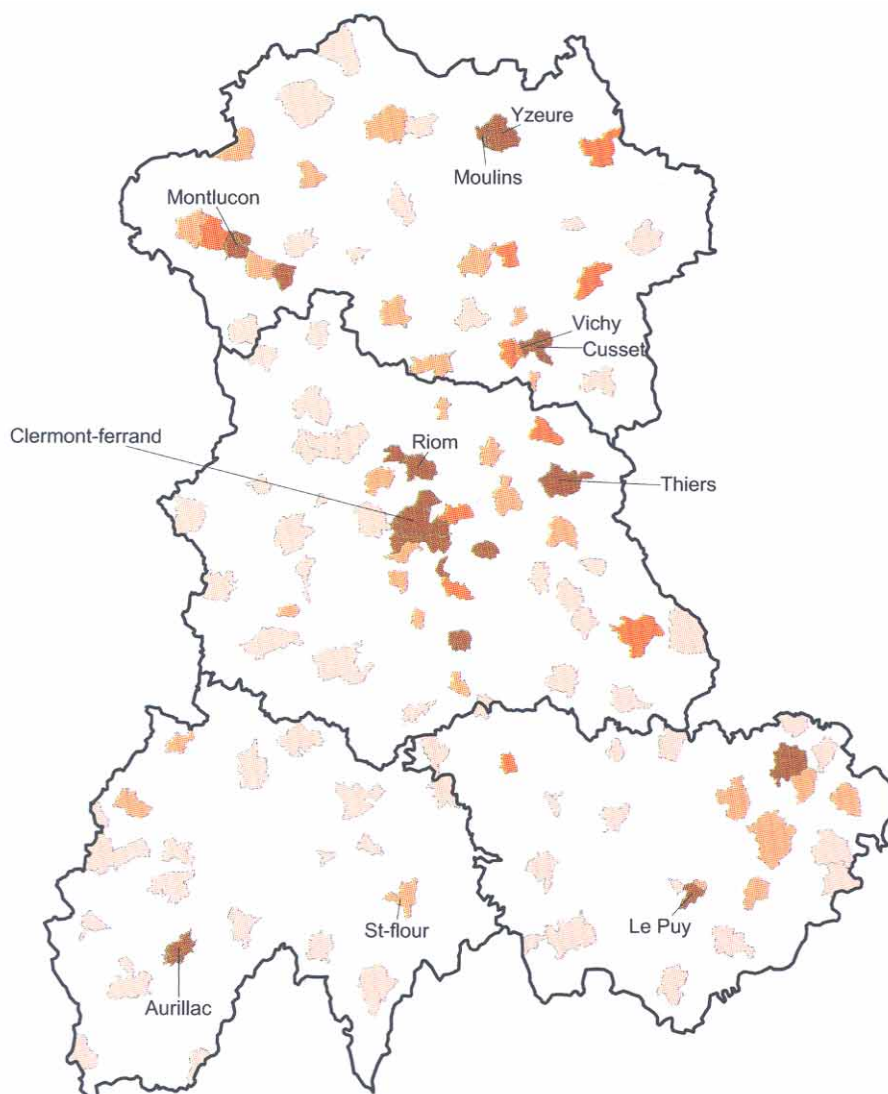 Yzeure
Moulins
Montlucon
Vichy
Cusset
Clermont-ferrand
Riom
Thiers
St-flour
Le Puy
Aurillac